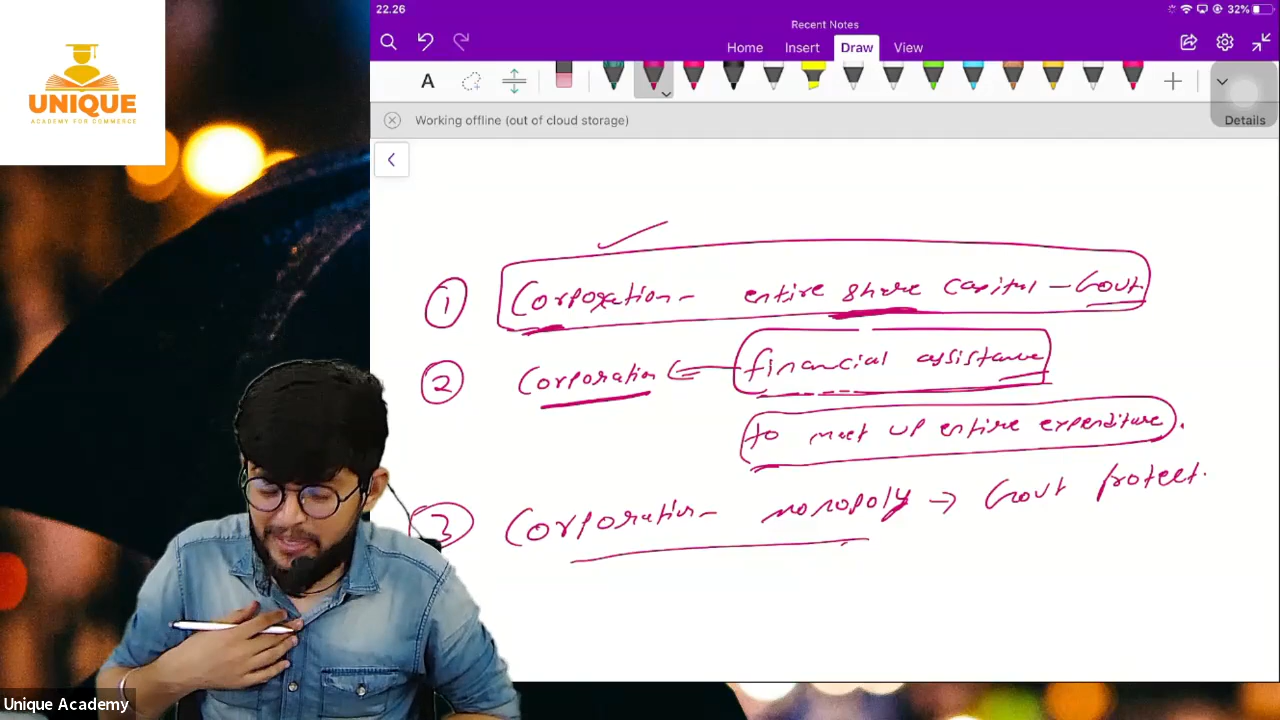 22.26
32%
Recent Notes
Home Insert Draw View
A
Working offline (out of cloud storage)
Details
UNIQUE
ACADEMY FOR COMMERCE
① Corporation - entire share capital - Govt
② Corporation financial assistance
to meet up entire expenditure.
③ Corporation - monopoly → Govt protect.
Unique Academy